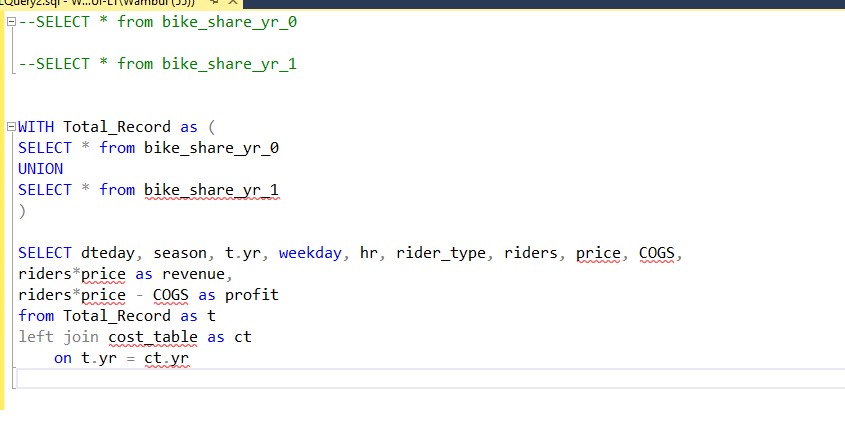 LQuery2.sql - W...UI-LT\Wambui (55))
--SELECT * from bike_share_yr_0
--SELECT * from bike_share_yr_1
WITH Total_Record as (
SELECT * from bike_share_yr_0
UNION
SELECT * from bike_share_yr_1
)
SELECT dteday, season, t.yr, weekday, hr, rider_type, riders, price, COGS,
riders*price as revenue,
riders*price - COGS as profit
from Total_Record as t
left join cost_table as ct
on t.yr = ct.yr